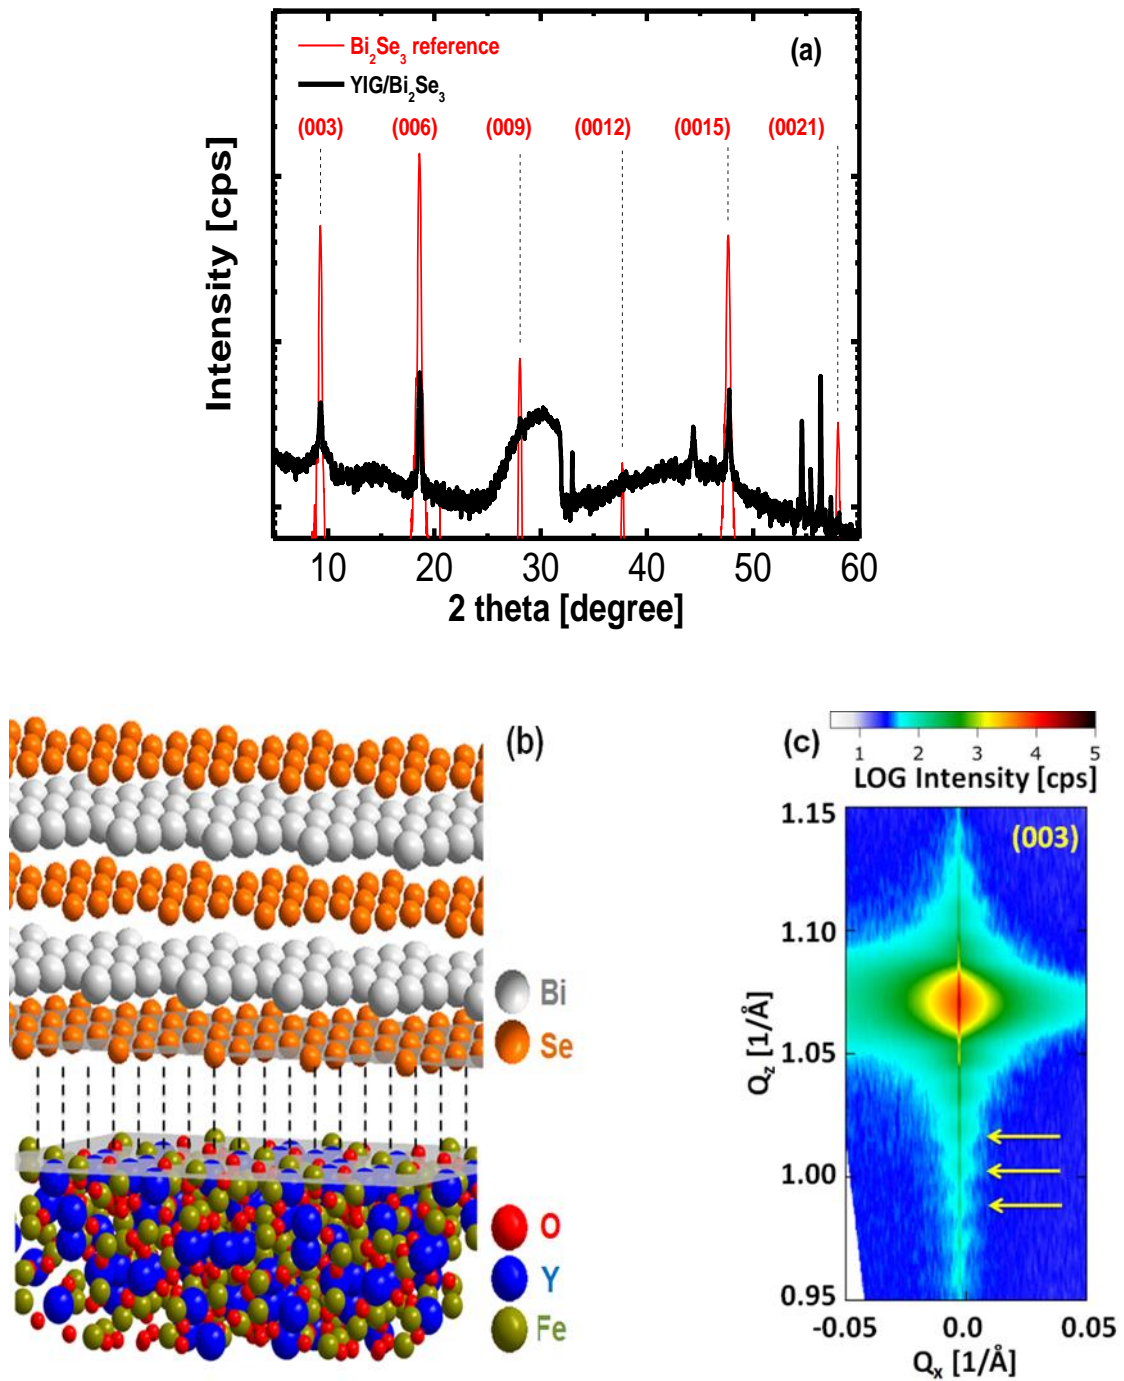 (a)
Bi2Se3 reference
YIG/Bi2Se3
(003) (006) (009) (0012) (0015) (0021)
Intensity [cps]
10 20 30 40 50 60
2 theta [degree]
(b)
Bi
Se
O
Y
Fe
(c)
1 2 3 4 5
LOG Intensity [cps]
(003)
1.15
1.10
1.05
1.00
0.95
Qz [1/Å]
-0.05 0.0 0.05
Qx [1/Å]